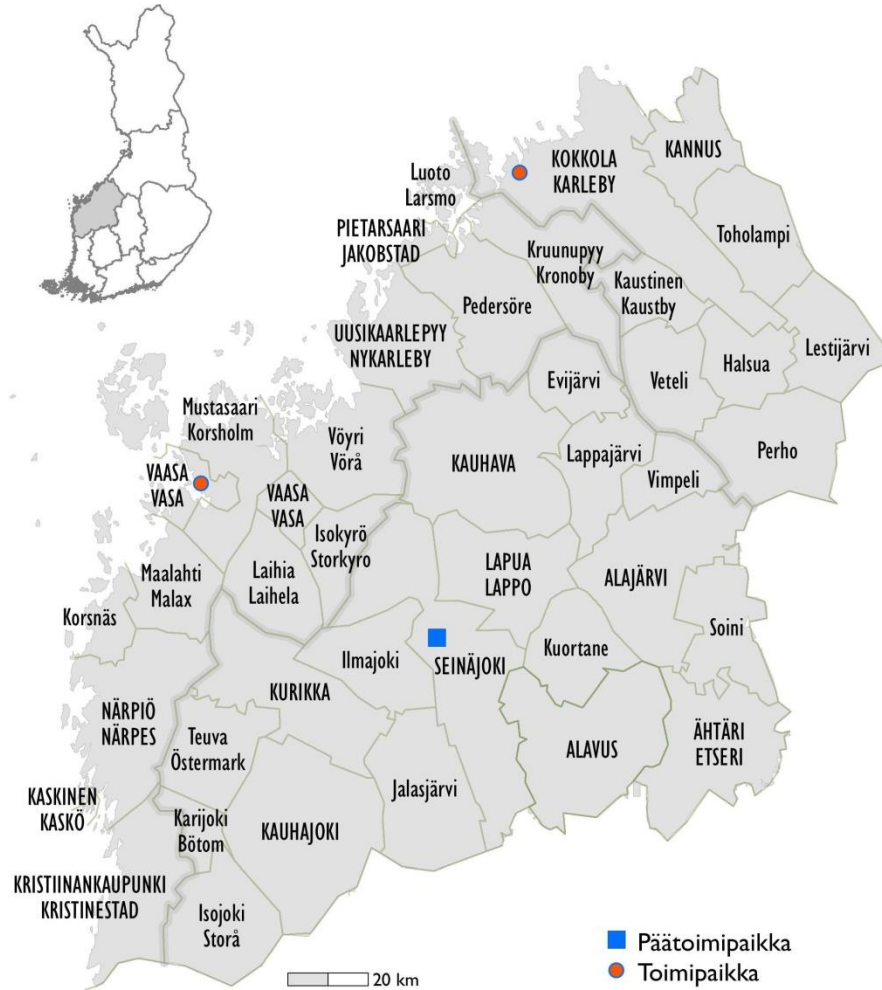 KOKKOLA
KARLEBY
KANNUS
Luoto
Larsmo
Toholampi
PIETARSAARI
JAKOBSTAD
Kruunupyy
Kronoby
Kaustinen
Kaustby
Pedersöre
UUSIKAARLEPYY
NYKARLEBY
Evijärvi
Veteli
Halsua
Lestijärvi
Mustasaari
Korsholm
Vöyri
Vörå
KAUHAVA
Lappajärvi
Vimpeli
Perho
VAASA
VASA
VAASA
VASA
Isokyrö
Storkyro
Laihia
Laihela
LAPUA
LAPPO
ALAJÄRVI
Maalahti
Malax
Korsnäs
Soini
Ilmajoki
SEINÄJOKI
Kuortane
KURIKKA
NÄRPIÖ
NÄRPES
Teuva
Östermark
ALAVUS
ÄHTÄRI
ETSERI
Jalasjärvi
KASKINEN
KASKÖ
Karijoki
Bötom
KAUHAJOKI
KRISTIINANKAUPUNKI
KRISTINESTAD
Isojoki
Storå
20 km
Päätoimipaikka
Toimipaikka